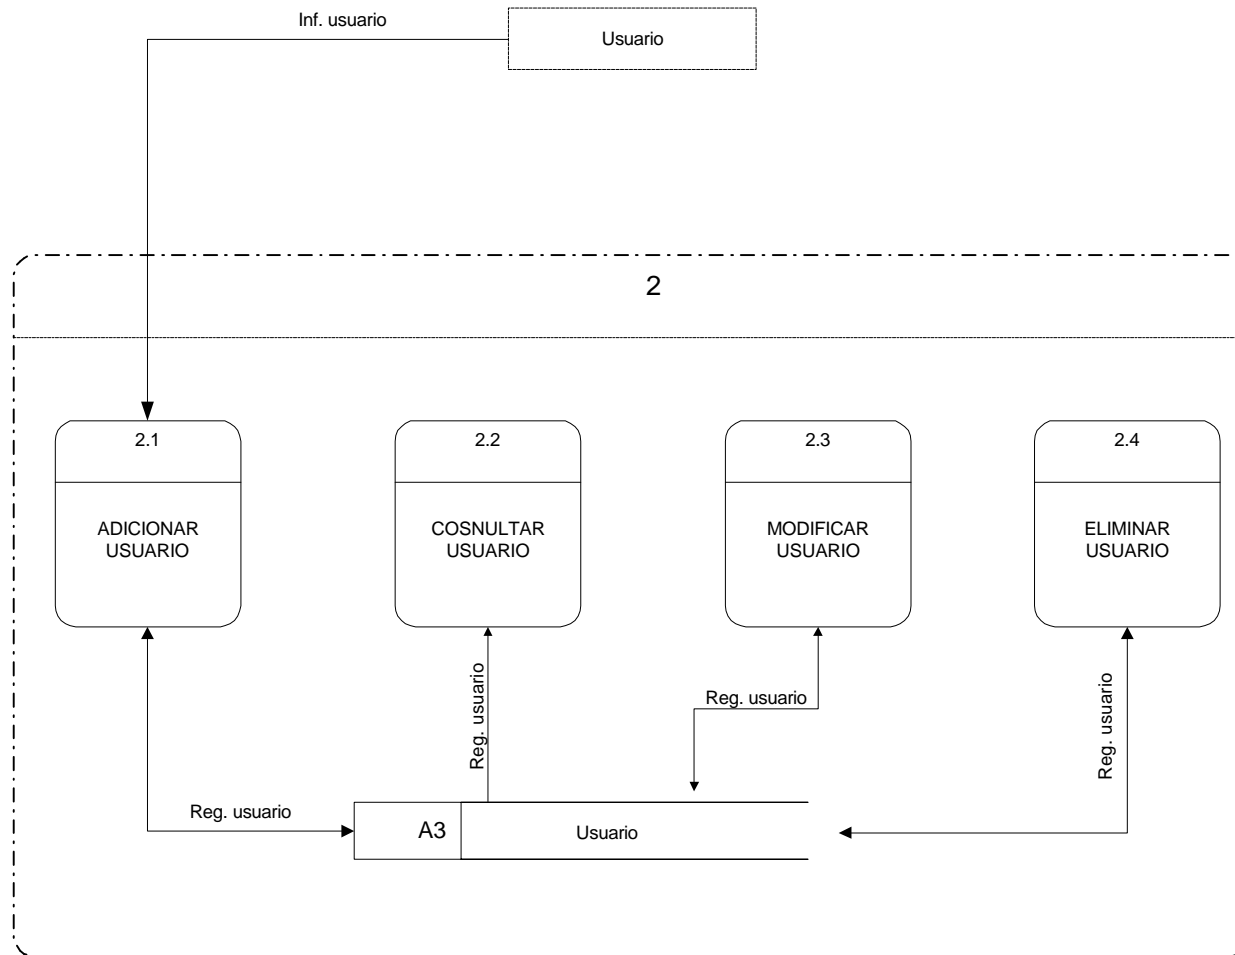 Inf. usuario
Usuario
2
2.1
ADICIONAR
USUARIO
2.2
COSNULTAR
USUARIO
2.3
MODIFICAR
USUARIO
2.4
ELIMINAR
USUARIO
Reg. usuario
Reg. usuario
Reg. usuario
Reg. usuario
A3
Usuario